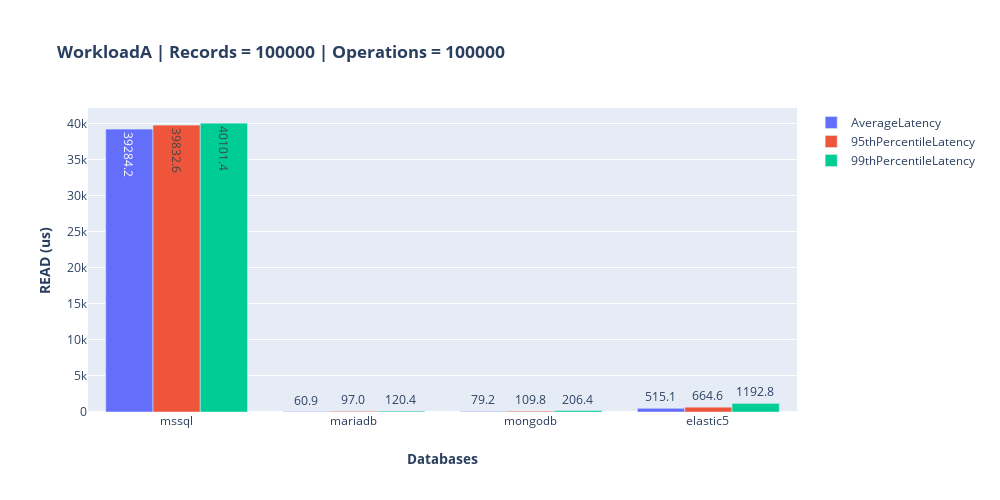 WorkloadA | Records = 100000 | Operations = 100000
AverageLatency
95thPercentileLatency
99thPercentileLatency
READ (us)
40k
35k
30k
25k
20k
15k
10k
5k
0
39284.2
39832.6
40101.4
60.9
97.0
120.4
79.2
109.8
206.4
515.1
664.6
1192.8
mssql
mariadb
mongodb
elastic5
Databases